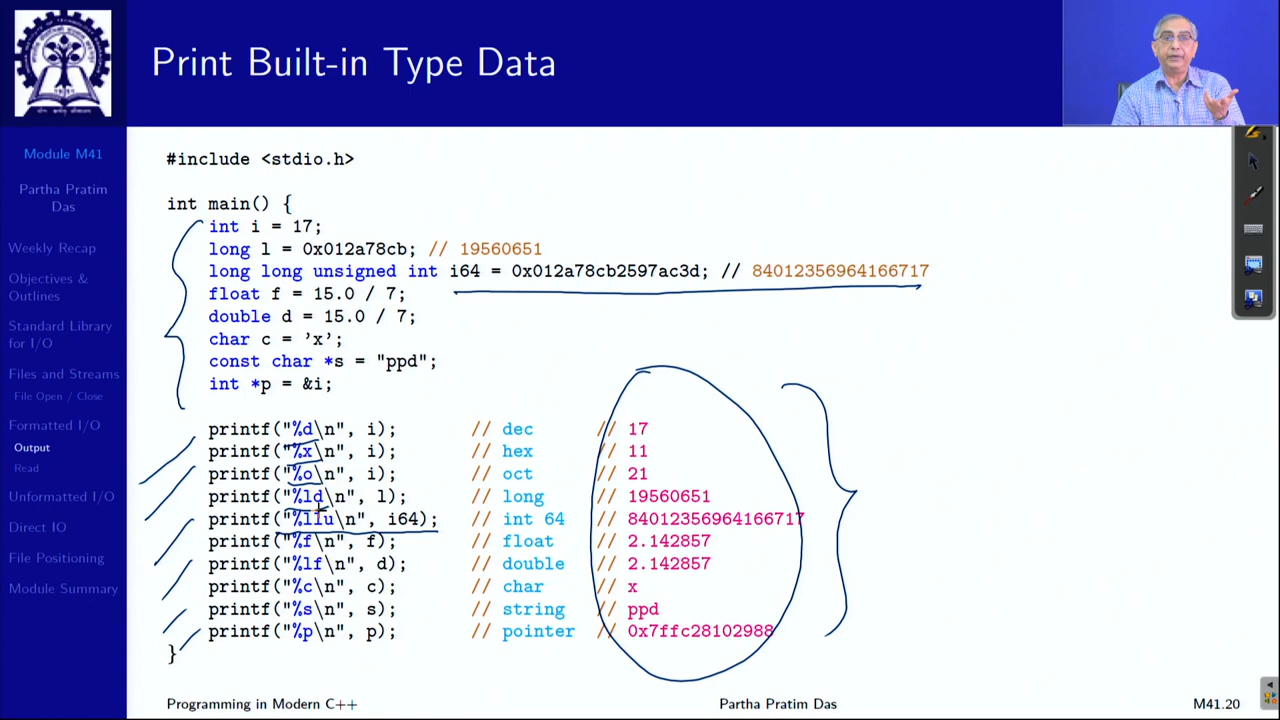 Print Built-in Type Data
Module M41
Partha Pratim
Das
Weekly Recap
Objectives &
Outlines
Standard Library
for I/O
Files and Streams
File Open / Close
Formatted I/O
Output
Read
Unformatted I/O
Direct IO
File Positioning
Module Summary
#include <stdio.h>
int main() {
int i = 17;
long l = 0x012a78cb; // 19560651
long long unsigned int i64 = 0x012a78cb2597ac3d; // 84012356964166717
float f = 15.0 / 7;
double d = 15.0 / 7;
char c = 'x';
const char *s = "ppd";
int *p = &i;
printf("%d\n", i); // dec // 17
printf("%x\n", i); // hex // 11
printf("%o\n", i); // oct // 21
printf("%ld\n", l); // long // 19560651
printf("%llu\n", i64); // int 64 // 84012356964166717
printf("%f\n", f); // float // 2.142857
printf("%lf\n", d); // double // 2.142857
printf("%c\n", c); // char // x
printf("%s\n", s); // string // ppd
printf("%p\n", p); // pointer // 0x7ffc28102988
}
Programming in Modern C++ Partha Pratim Das M41.20